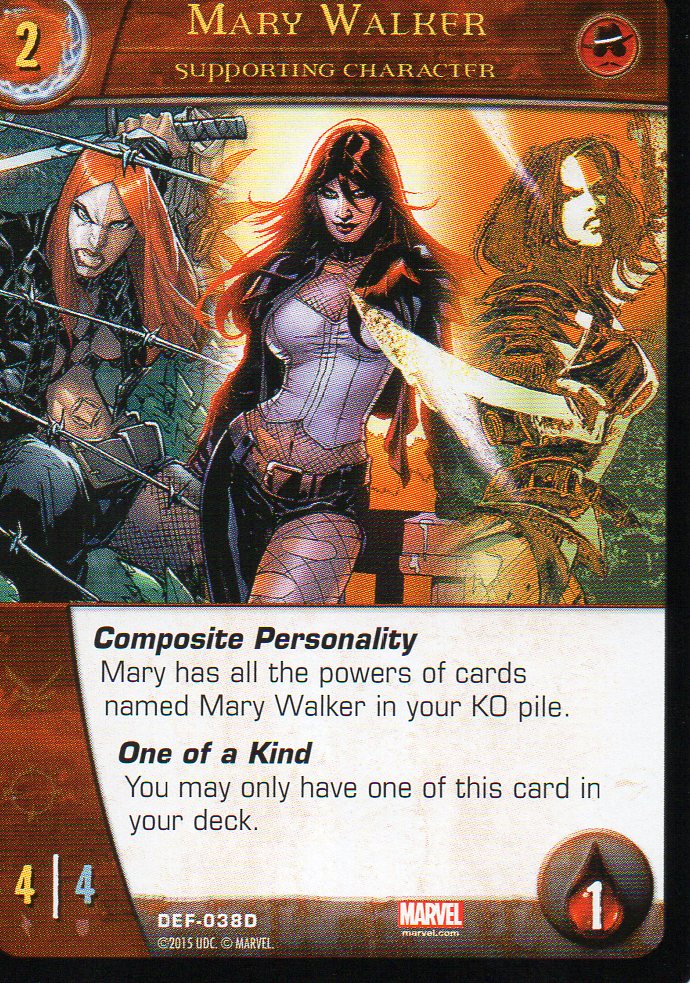 2
Mary Walker
Supporting Character
Composite Personality
Mary has all the powers of cards
named Mary Walker in your KO pile.
One of a Kind
You may only have one of this card in
your deck.
4 | 4
1
DEF-038D
MARVEL
marvel.com
©2015 UDC. © MARVEL.